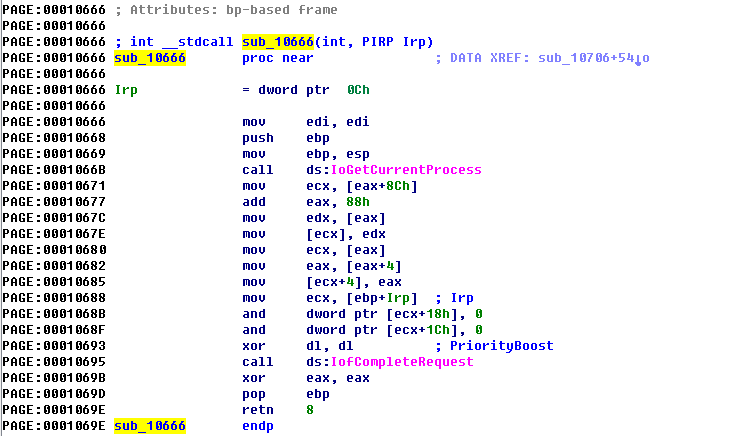 PAGE:00010666 ; Attributes: bp-based frame
PAGE:00010666
PAGE:00010666 ; int __stdcall sub_10666(int, PIRP Irp)
PAGE:00010666 sub_10666 proc near ; DATA XREF: sub_10706+54↓o
PAGE:00010666
PAGE:00010666 Irp = dword ptr 0Ch
PAGE:00010666
PAGE:00010666 mov edi, edi
PAGE:00010668 push ebp
PAGE:00010669 mov ebp, esp
PAGE:0001066B call ds:IoGetCurrentProcess
PAGE:00010671 mov ecx, [eax+8Ch]
PAGE:00010677 add eax, 88h
PAGE:0001067C mov edx, [eax]
PAGE:0001067E mov [ecx], edx
PAGE:00010680 mov ecx, [eax]
PAGE:00010682 mov eax, [eax+4]
PAGE:00010685 mov [ecx+4], eax
PAGE:00010688 mov ecx, [ebp+Irp] ; Irp
PAGE:0001068B and dword ptr [ecx+18h], 0
PAGE:0001068F and dword ptr [ecx+1Ch], 0
PAGE:00010693 xor dl, dl ; PriorityBoost
PAGE:00010695 call ds:IofCompleteRequest
PAGE:0001069B xor eax, eax
PAGE:0001069D pop ebp
PAGE:0001069E retn 8
PAGE:0001069E sub_10666 endp